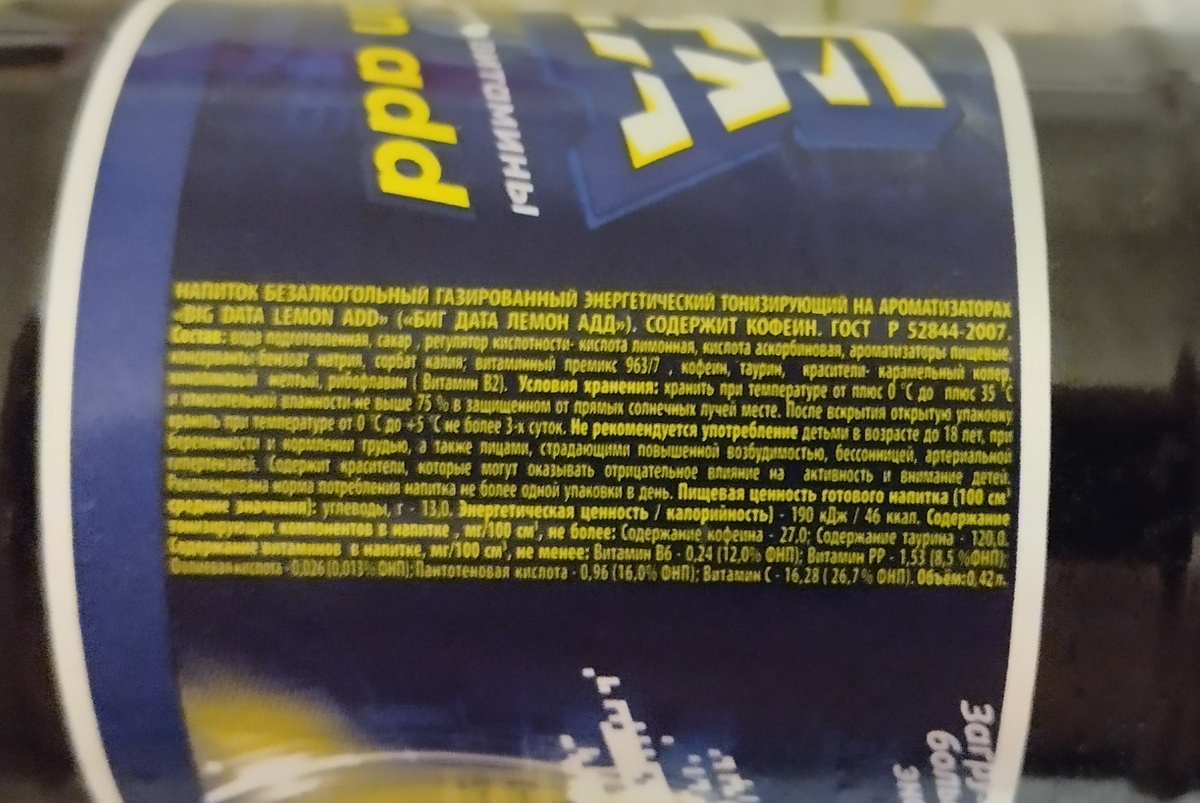 add
ВИТАМИНЫ
НАПИТОК БЕЗАЛКОГОЛЬНЫЙ ГАЗИРОВАННЫЙ ЭНЕРГЕТИЧЕСКИЙ ТОНИЗИРУЮЩИЙ НА АРОМАТИЗАТОРАХ
«BIG DATA LEMON ADD» («БИГ ДАТА ЛЕМОН АДД»). СОДЕРЖИТ КОФЕИН. ГОСТ Р 52844-2007.
Состав: вода подготовленная, сахар , регулятор кислотности- кислота лимонная, кислота аскорбиновая, ароматизаторы пищевые,
бензоат натрия, сорбат калия; витаминный премикс 963/7 , кофеин, таурин, красители- карамельный колер,
желтый, рибофлавин ( Витамин В2). Условия хранения: хранить при температуре от плюс 0 °С до плюс 35 °С
и относительной влажности не выше 75 % в защищенном от прямых солнечных лучей месте. После вскрытия открытую упаковку
хранить при температуре от 0 °С до +5 °С не более 3-х суток. Не рекомендуется употребление детьми в возрасте до 18 лет, при
беременности и кормлении грудью, а также лицами, страдающими повышенной возбудимостью, бессонницей, артериальной
гипертензией. Содержит красители, которые могут оказывать отрицательное влияние на активность и внимание детей.
норма потребления напитка не более одной упаковки в день. Пищевая ценность готового напитка (100 см³
средние значения): углеводы, г - 13,0. Энергетическая ценность / калорийность) - 190 кДж / 46 ккал. Содержание
тонизирующих компонентов в напитке , мг/100 см³, не более: Содержание кофеина - 27,0; Содержание таурина - 120,0.
Содержание витаминов в напитке, мг/100 см³, не менее: Витамин В6 - 0,24 (12,0% ОНП); Витамин РР - 1,53 (8,5 %ОНП);
Фолиевая кислота -0,026 (0,013% ОНП); Пантотеновая кислота - 0,96 (16,0% ОНП); Витамин С - 16,28 ( 26,7 % ОНП). Объём: 0,42 л.